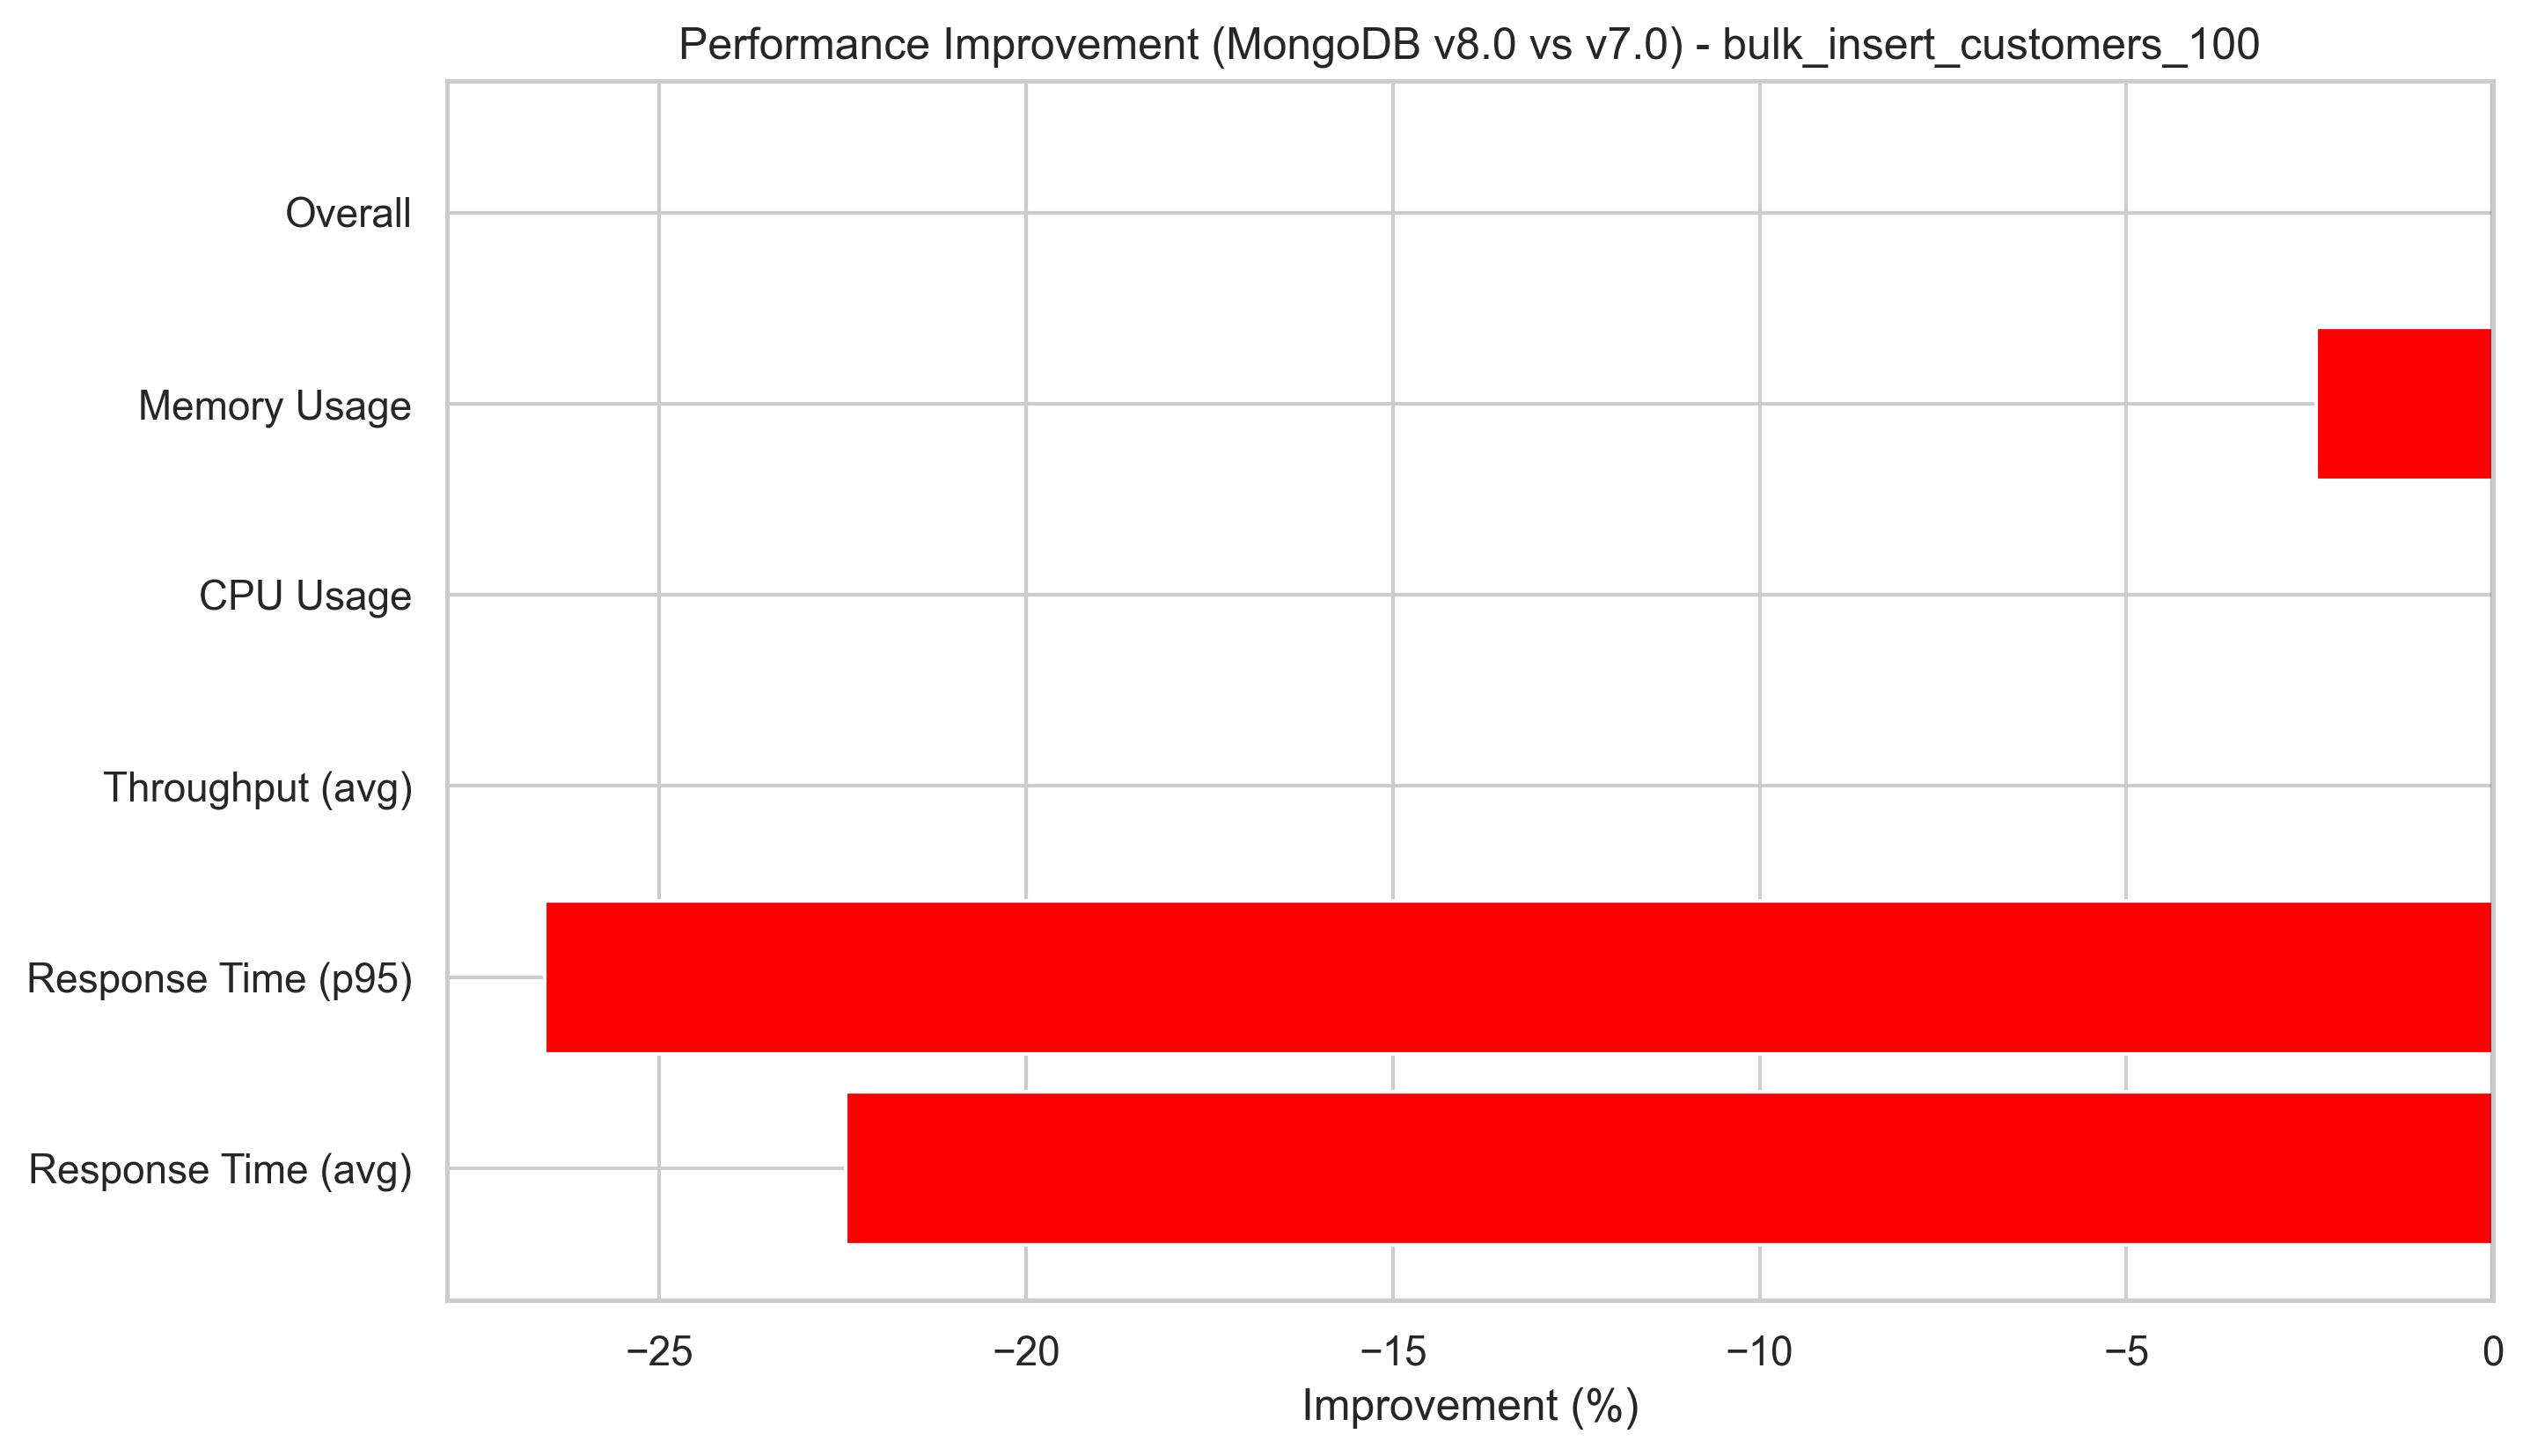 Performance Improvement (MongoDB v8.0 vs v7.0) - bulk_insert_customers_100
Overall
Memory Usage
CPU Usage
Throughput (avg)
Response Time (p95)
Response Time (avg)
−25 −20 −15 −10 −5 0
Improvement (%)